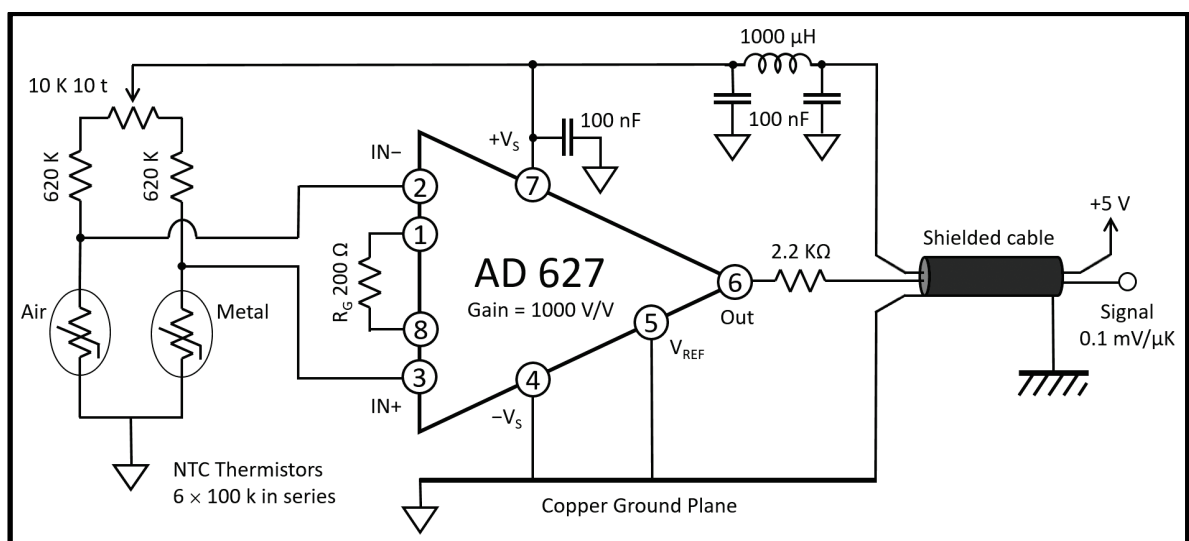 1000 μH
10 K 10 t
100 nF
100 nF
+V_S
IN−
620 K
620 K
2
7
1
+5 V
Shielded cable
R_G 200 Ω
AD 627
Gain = 1000 V/V
6
2.2 KΩ
Air
Metal
8
5
Out
Signal
0.1 mV/μK
V_REF
3
4
IN+
−V_S
NTC Thermistors
6 × 100 k in series
Copper Ground Plane